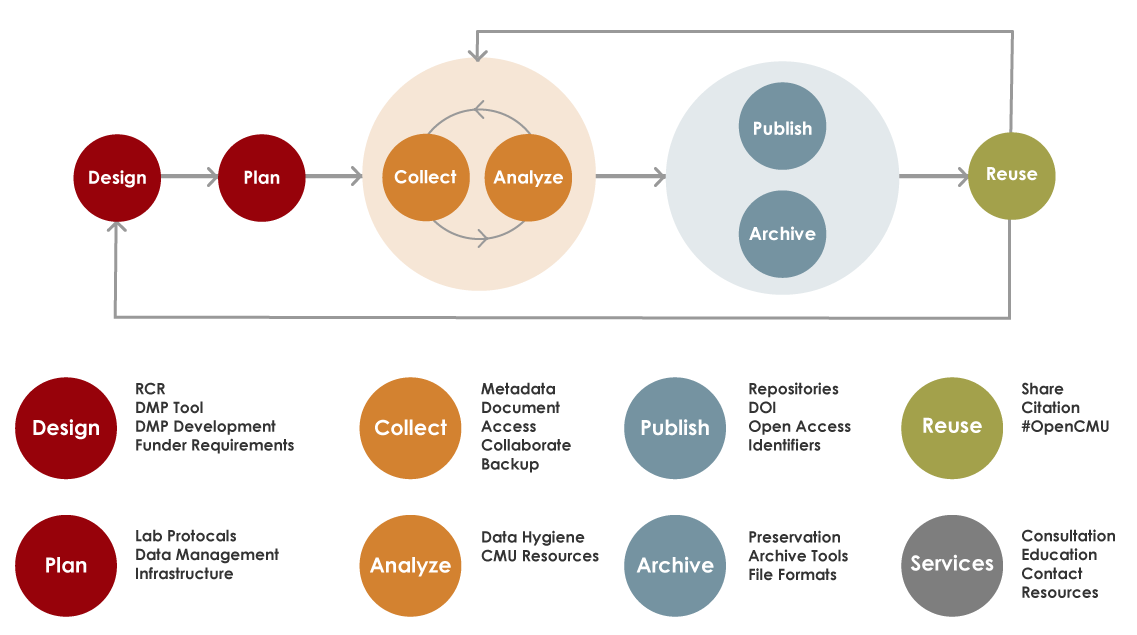 Design
Plan
Collect
Analyze
Publish
Archive
Reuse
Design
RCR
DMP Tool
DMP Development
Funder Requirements
Collect
Metadata
Document
Access
Collaborate
Backup
Publish
Repositories
DOI
Open Access
Identifiers
Reuse
Share
Citation
#OpenCMU
Plan
Lab Protocals
Data Management
Infrastructure
Analyze
Data Hygiene
CMU Resources
Archive
Preservation
Archive Tools
File Formats
Services
Consultation
Education
Contact
Resources